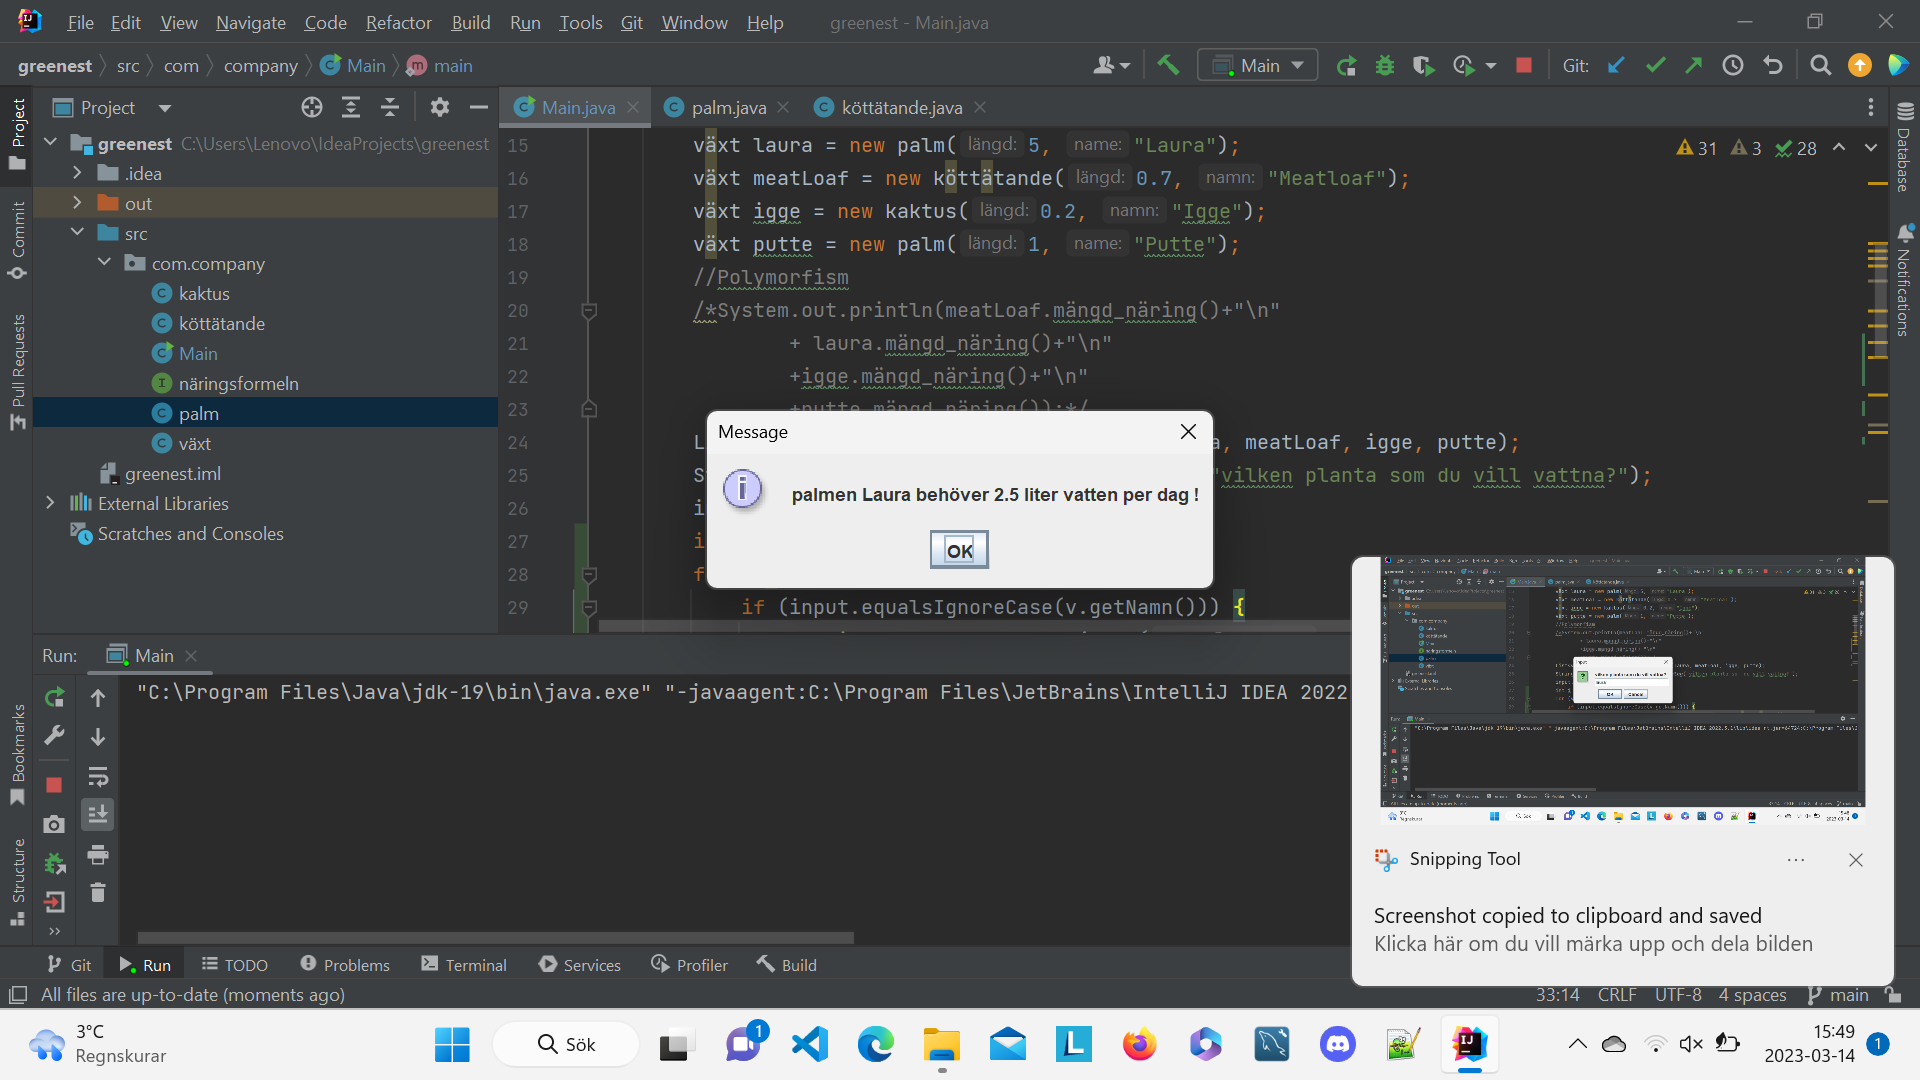 File Edit View Navigate Code Refactor Build Run Tools Git Window Help greenest - Main.java
greenest src com company Main main
Main Git:
Project
Main.java palm.java köttätande.java
Project
Commit
Pull Requests
Bookmarks
Structure
Database
Notifications
greenest C:\Users\Lenovo\IdeaProjects\greenest
.idea
out
src
com.company
kaktus
köttätande
Main
näringsformeln
palm
växt
greenest.iml
External Libraries
Scratches and Consoles
31 3 28
15 växt laura = new palm( längd: 5, name: "Laura");
16 växt meatLoaf = new köttätande( längd: 0.7, namn: "Meatloaf");
17 växt igge = new kaktus( längd: 0.2, namn: "Igge");
18 växt putte = new palm( längd: 1, name: "Putte");
19 //Polymorfism
20 /*System.out.println(meatLoaf.mängd_näring()+"\n"
21 + laura.mängd_näring()+"\n"
22 +igge.mängd_näring()+"\n"
23 +putte.mängd_näring());*/
24 L a, meatLoaf, igge, putte);
25 S "vilken planta som du vill vattna?");
26 i
27 i
28 f
29 if (input.equalsIgnoreCase(v.getNamn())) {
Message
palmen Laura behöver 2.5 liter vatten per dag !
OK
Run: Main
"C:\Program Files\Java\jdk-19\bin\java.exe" "-javaagent:C:\Program Files\JetBrains\IntelliJ IDEA 2022
Snipping Tool
Screenshot copied to clipboard and saved
Klicka här om du vill märka upp och dela bilden
Git Run TODO Problems Terminal Services Profiler Build
All files are up-to-date (moments ago) 33:14 CRLF UTF-8 4 spaces main
3°C
Regnskurar
Sök
1
15:49
2023-03-14
1